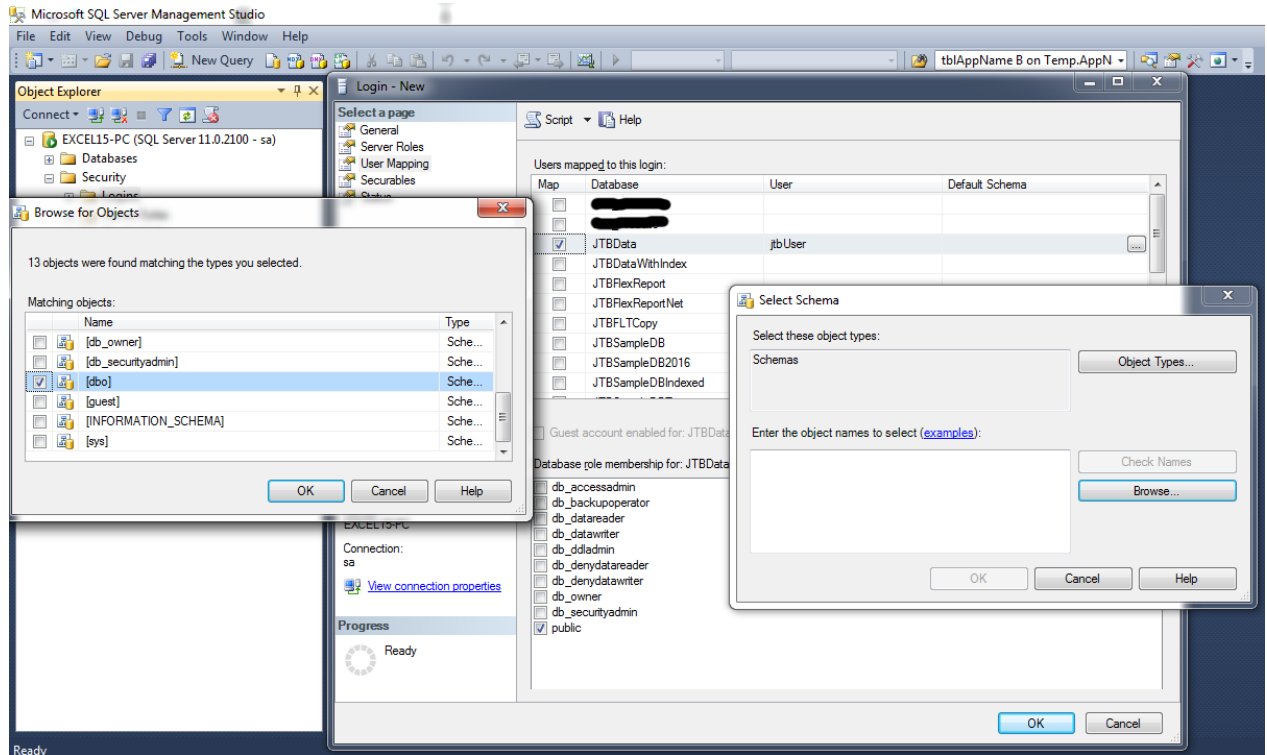 Microsoft SQL Server Management Studio
File Edit View Debug Tools Window Help
New Query
tblAppName B on Temp.AppN
Object Explorer
Connect
EXCEL15-PC (SQL Server 11.0.2100 - sa)
Databases
Security
Logins
Login - New
Select a page
General
Server Roles
User Mapping
Securables
Status
Script Help
Users mapped to this login:
Map Database User Default Schema
JTBData jtbUser ...
JTBDataWithIndex
JTBFlexReport
JTBFlexReportNet
JTBFLTCopy
JTBSampleDB
JTBSampleDB2016
JTBSampleDBIndexed
Guest account enabled for: JTBData
Database role membership for: JTBData
db_accessadmin
db_backupoperator
db_datareader
db_datawriter
db_ddladmin
db_denydatareader
db_denydatawriter
db_owner
db_securityadmin
public
EXCEL15-PC
Connection:
sa
View connection properties
Progress
Ready
OK Cancel
Browse for Objects
13 objects were found matching the types you selected.
Matching objects:
Name Type
[db_owner] Sche...
[db_securityadmin] Sche...
[dbo] Sche...
[guest] Sche...
[INFORMATION_SCHEMA] Sche...
[sys] Sche...
OK Cancel Help
Select Schema
Select these object types:
Schemas
Object Types...
Enter the object names to select (examples):
Check Names
Browse...
OK Cancel Help
Ready